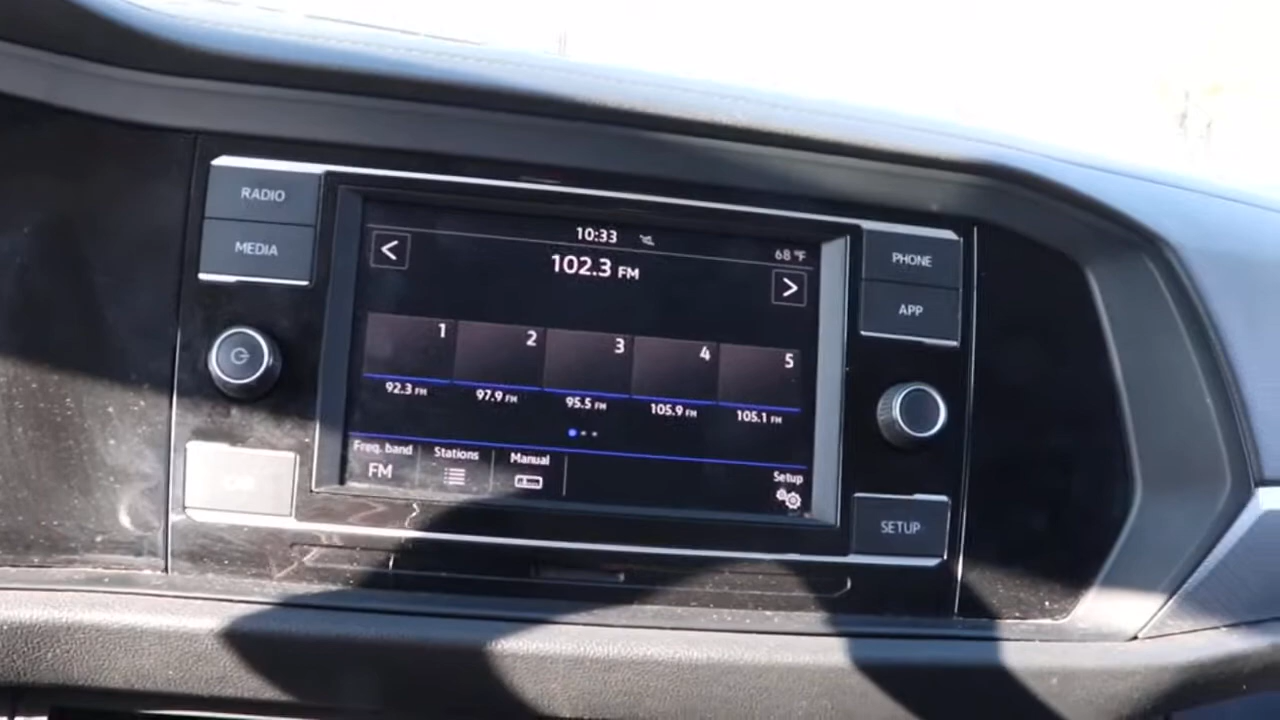 RADIO
MEDIA
10:33
68 °F
102.3 FM
<
>
1 2 3 4 5
92.3 FM 97.9 FM 95.5 FM 105.9 FM 105.1 FM
Freq. band Stations Manual Setup
FM
PHONE
APP
SETUP